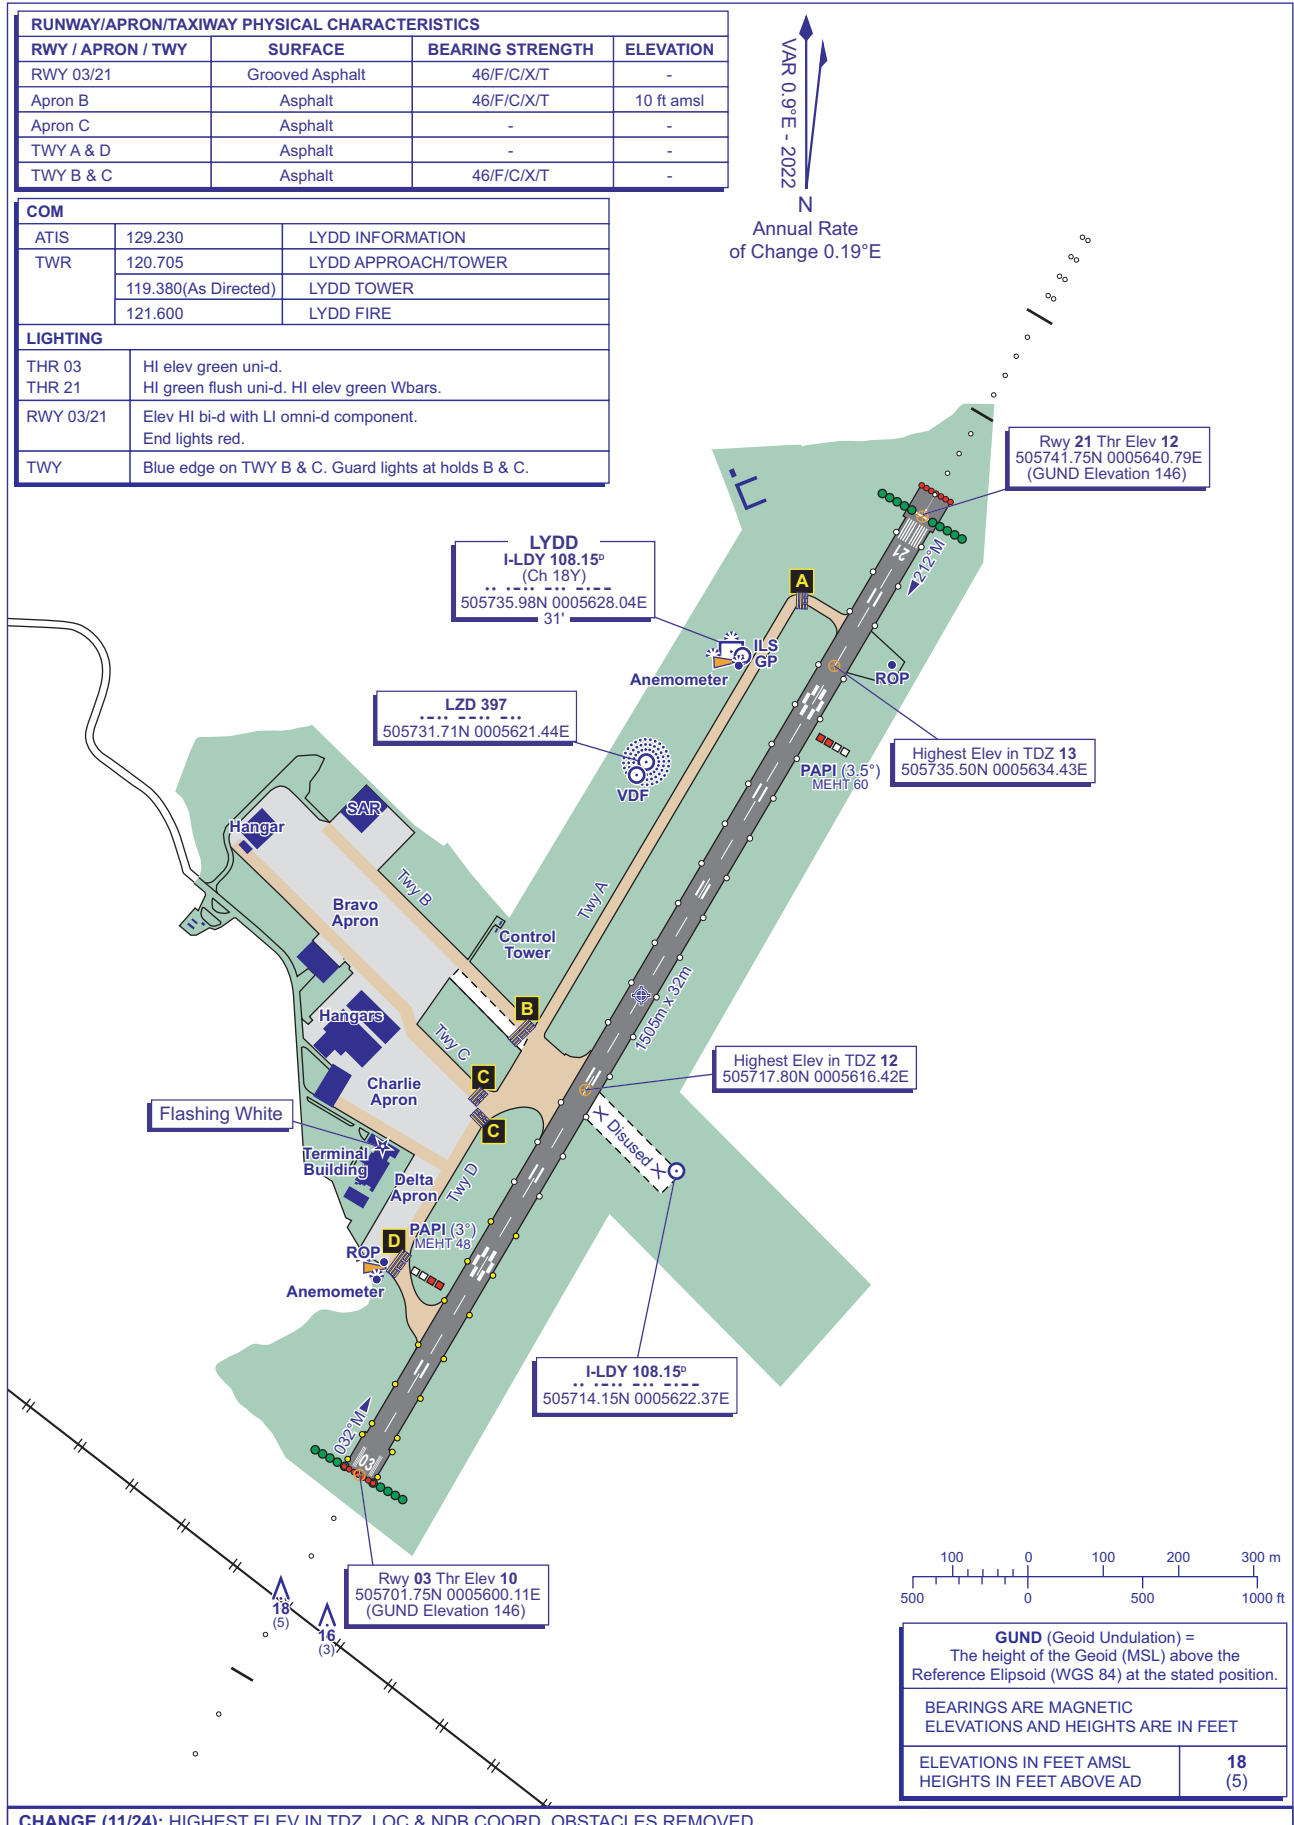 RUNWAY/APRON/TAXIWAY PHYSICAL CHARACTERISTICS
RWY / APRON / TWY SURFACE BEARING STRENGTH ELEVATION
RWY 03/21 Grooved Asphalt 46/F/C/X/T -
Apron B Asphalt 46/F/C/X/T 10 ft amsl
Apron C Asphalt - -
TWY A & D Asphalt - -
TWY B & C Asphalt 46/F/C/X/T -
COM
ATIS 129.230 LYDD INFORMATION
TWR 120.705 LYDD APPROACH/TOWER
119.380(As Directed) LYDD TOWER
121.600 LYDD FIRE
LIGHTING
THR 03 HI elev green uni-d.
THR 21 HI green flush uni-d. HI elev green Wbars.
RWY 03/21 Elev HI bi-d with LI omni-d component.
End lights red.
TWY Blue edge on TWY B & C. Guard lights at holds B & C.
VAR 0.9°E - 2022
N
Annual Rate
of Change 0.19°E
Rwy 21 Thr Elev 12
505741.75N 0005640.79E
(GUND Elevation 146)
21
212°M
LYDD
I-LDY 108.15ᴰ
(Ch 18Y)
505735.98N 0005628.04E
31'
A
ILS
GP
Anemometer
ROP
LZD 397
505731.71N 0005621.44E
VDF
Highest Elev in TDZ 13
505735.50N 0005634.43E
PAPI (3.5°)
MEHT 60
SAR
Hangar
Twy B
Twy A
Bravo
Apron
Control
Tower
1505m x 32m
B
Hangars
Twy C
Highest Elev in TDZ 12
505717.80N 0005616.42E
C
Charlie
Apron
Flashing White
C
X Disused X
Terminal
Building
Delta
Apron
Twy D
D
PAPI (3°)
MEHT 48
ROP
Anemometer
I-LDY 108.15ᴰ
505714.15N 0005622.37E
032°M
03
Rwy 03 Thr Elev 10
505701.75N 0005600.11E
(GUND Elevation 146)
18
(5)
16
(3)
100 0 100 200 300 m
500 0 500 1000 ft
GUND (Geoid Undulation) =
The height of the Geoid (MSL) above the
Reference Elipsoid (WGS 84) at the stated position.
BEARINGS ARE MAGNETIC
ELEVATIONS AND HEIGHTS ARE IN FEET
ELEVATIONS IN FEET AMSL 18
HEIGHTS IN FEET ABOVE AD (5)
CHANGE (11/24): HIGHEST ELEV IN TDZ. LOC & NDB COORD. OBSTACLES REMOVED.